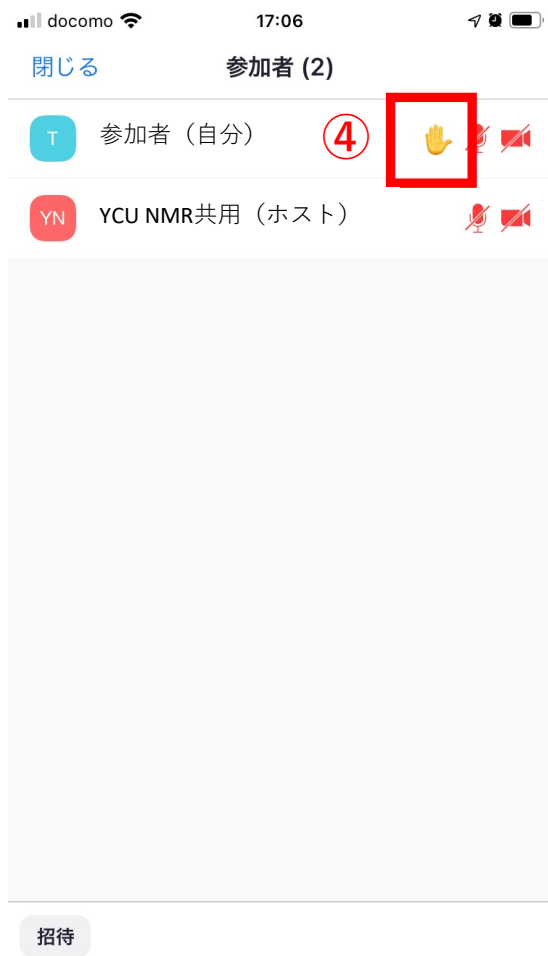 docomo 17:06
閉じる 参加者 (2)
T 参加者（自分） ④
YN YCU NMR共用（ホスト）
招待